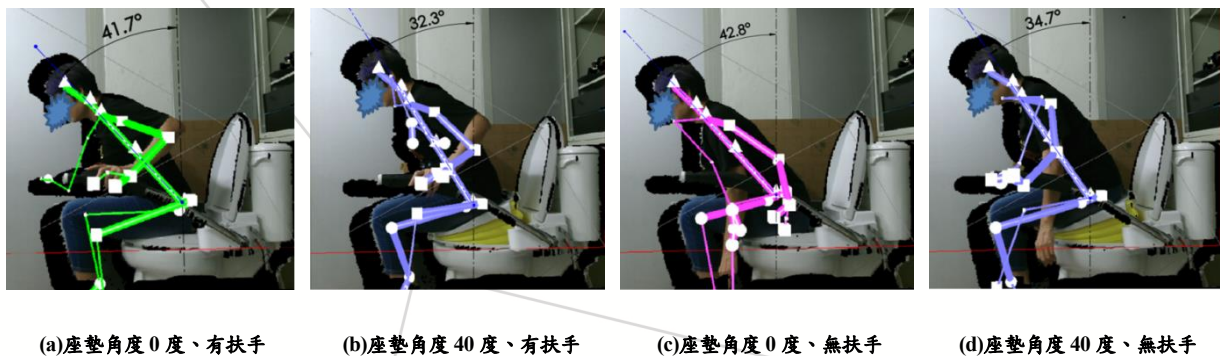 41.7°
32.3°
42.8°
34.7°
(a)座墊角度 0 度、有扶手
(b)座墊角度 40 度、有扶手
(c)座墊角度 0 度、無扶手
(d)座墊角度 40 度、無扶手